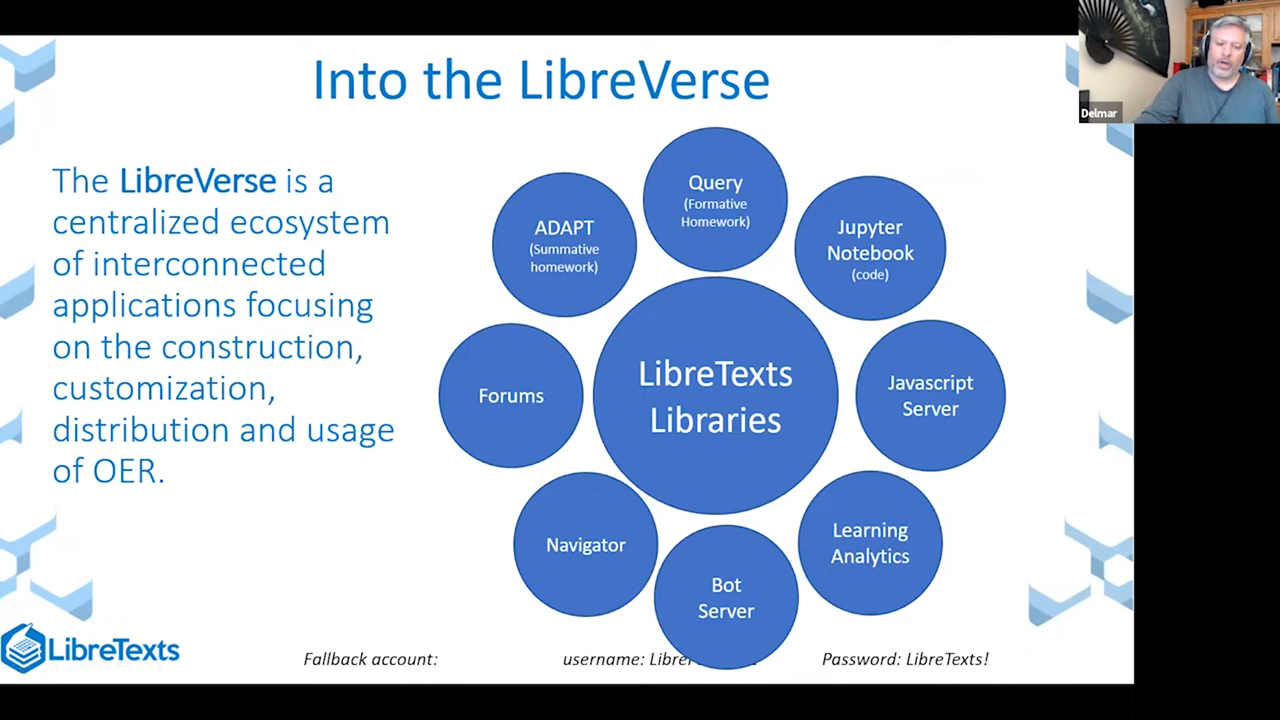 Into the LibreVerse
Delmar
The LibreVerse is a
centralized ecosystem
of interconnected
applications focusing
on the construction,
customization,
distribution and usage
of OER.
Query
(Formative
Homework)
ADAPT
(Summative
homework)
Jupyter
Notebook
(code)
Forums
LibreTexts
Libraries
Javascript
Server
Navigator
Learning
Analytics
Bot
Server
LibreTexts
Fallback account:
username:
Password: LibreTexts!